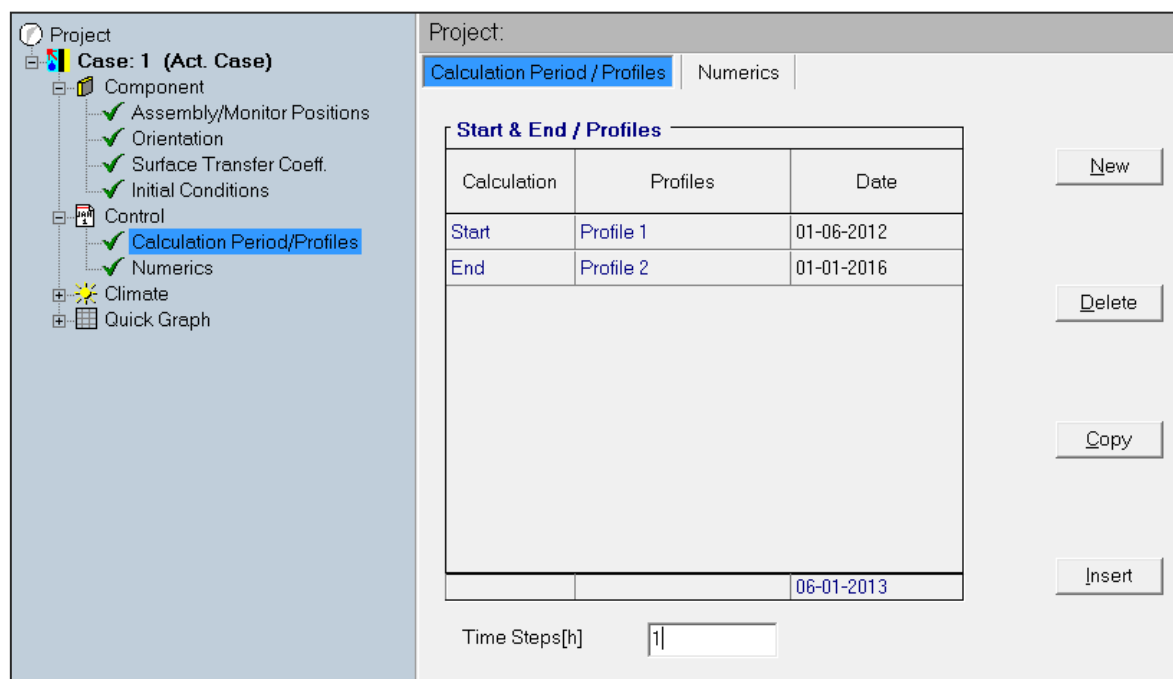 Project
Case: 1 (Act. Case)
Component
Assembly/Monitor Positions
Orientation
Surface Transfer Coeff.
Initial Conditions
Control
Calculation Period/Profiles
Numerics
Climate
Quick Graph
Project:
Calculation Period / Profiles Numerics
Start & End / Profiles
Calculation Profiles Date
Start Profile 1 01-06-2012
End Profile 2 01-01-2016
06-01-2013
Time Steps[h] 1
New
Delete
Copy
Insert